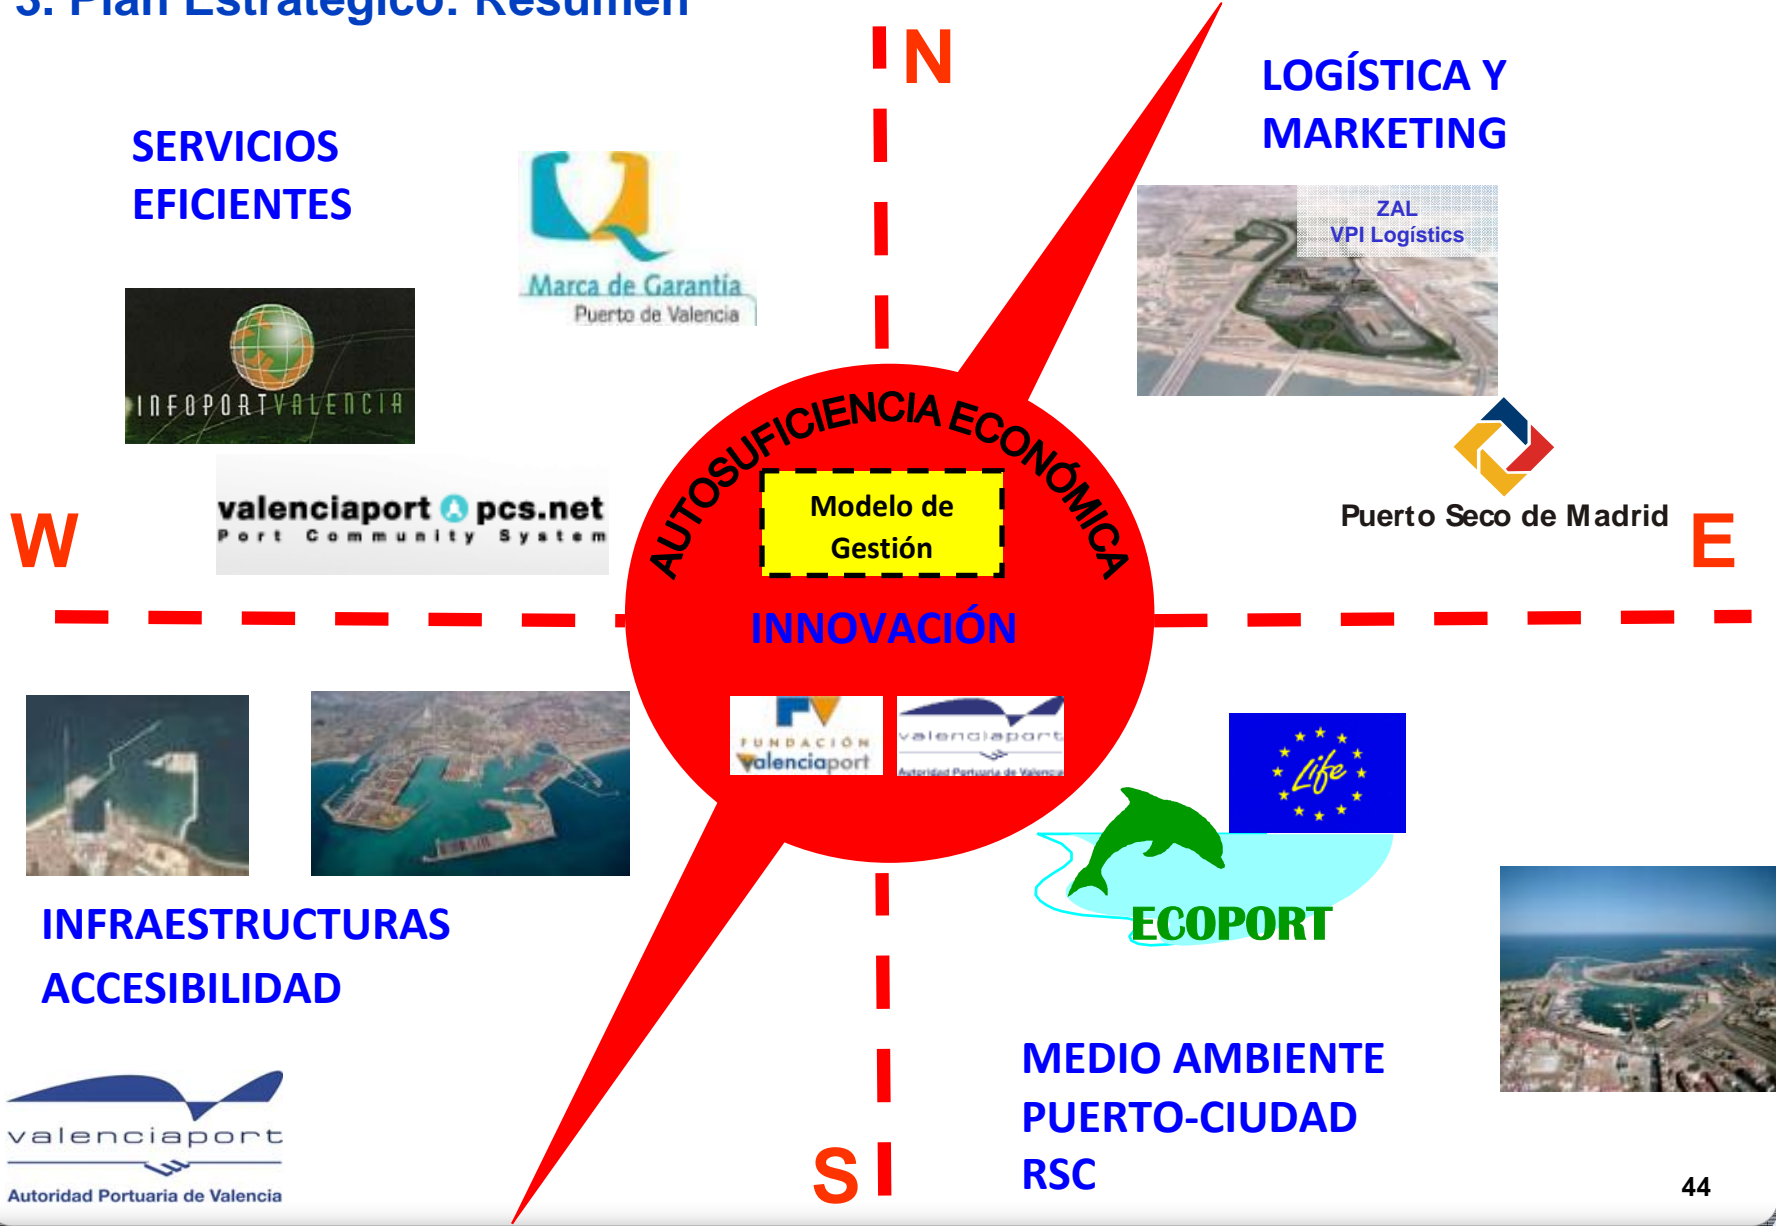 3. Plan Estratégico. Resumen
N
LOGÍSTICA Y
MARKETING
SERVICIOS
EFICIENTES
ZAL
VPI Logístics
Marca de Garantía
Puerto de Valencia
INFOPORTVALENCIA
AUTOSUFICIENCIA ECONÓMICA
Modelo de
Gestión
valenciaport pcs.net
Port Community System
Puerto Seco de Madrid
W
E
INNOVACIÓN
FUNDACIÓN
Valenciaport
valenciaport
Autoridad Portuaria de Valencia
Life
ECOPORT
INFRAESTRUCTURAS
ACCESIBILIDAD
MEDIO AMBIENTE
PUERTO-CIUDAD
RSC
valenciaport
Autoridad Portuaria de Valencia
S
44